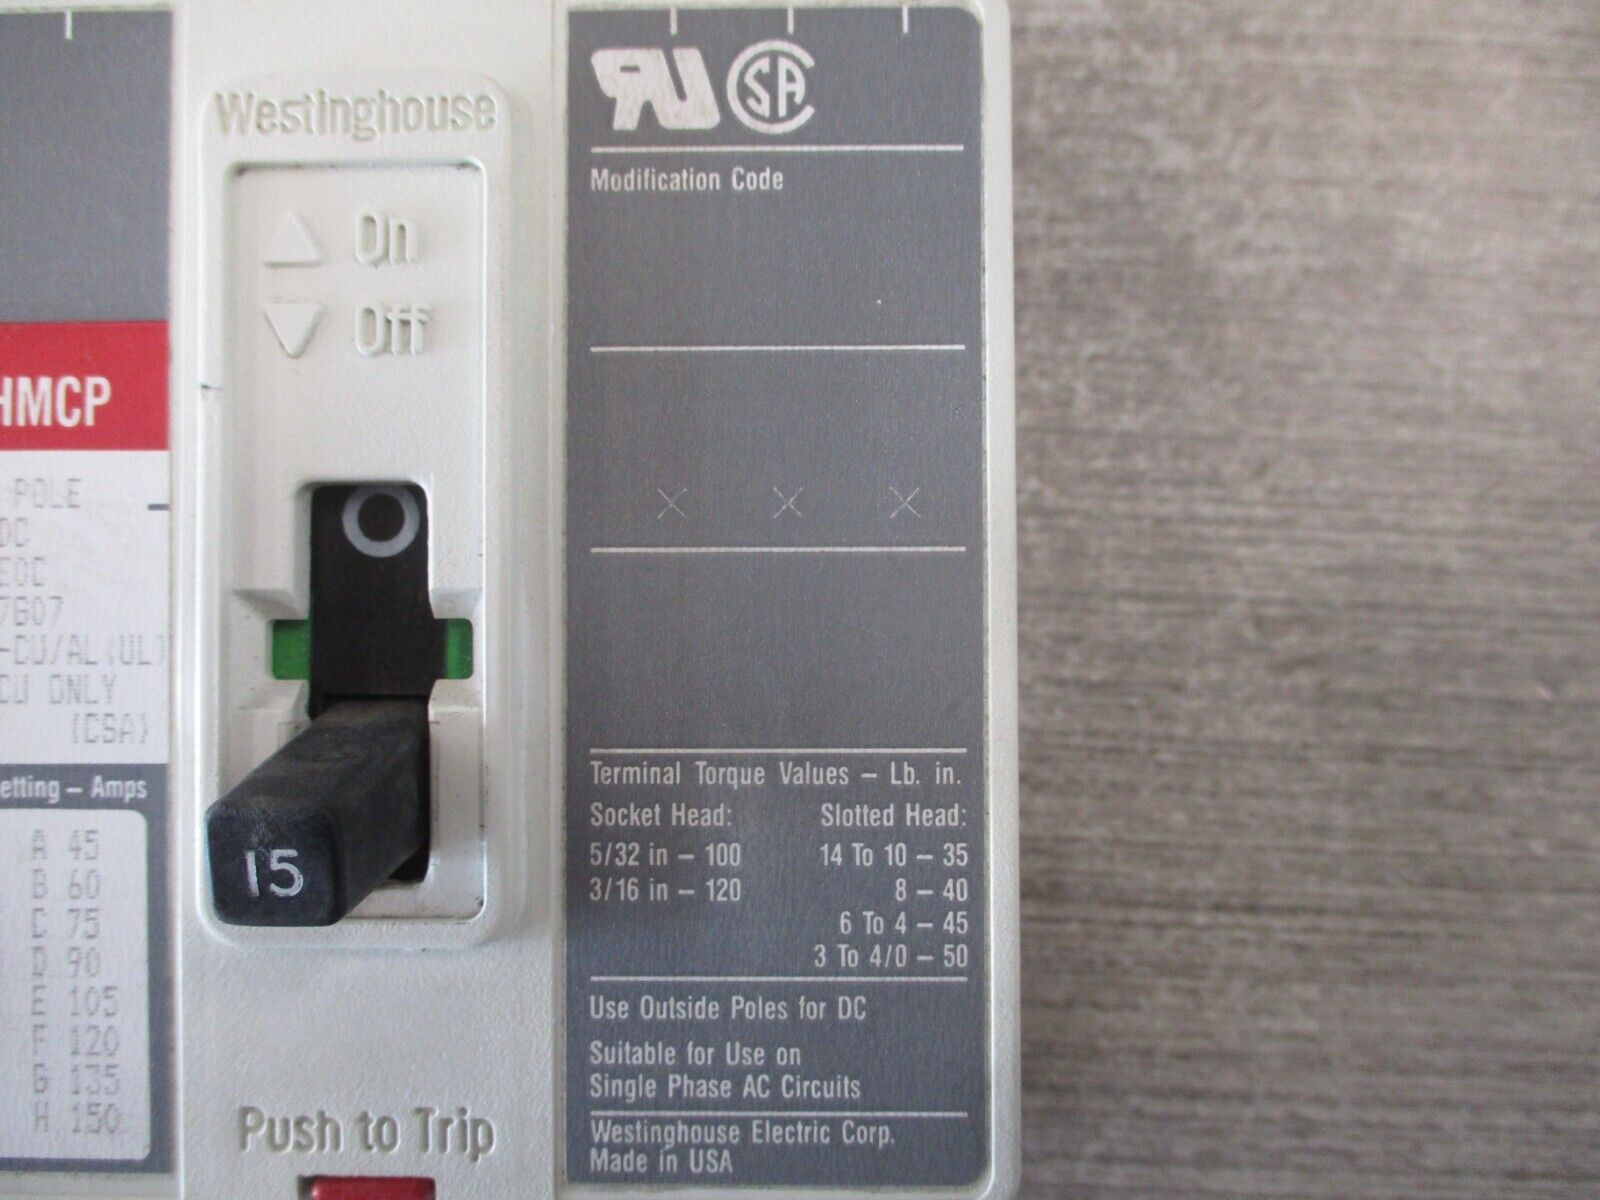 HMCP
POLE
DC
7607
-CU/AL(UL)
CU ONLY
(CSA)
etting – Amps
A 45
B 60
C 75
D 90
E 105
F 120
G 135
H 150
Westinghouse
On
Off
O
15
Push to Trip
SA
Modification Code
Terminal Torque Values – Lb. in.
Socket Head: Slotted Head:
5/32 in – 100 14 To 10 – 35
3/16 in – 120 8 – 40
6 To 4 – 45
3 To 4/0 – 50
Use Outside Poles for DC
Suitable for Use on
Single Phase AC Circuits
Westinghouse Electric Corp.
Made in USA